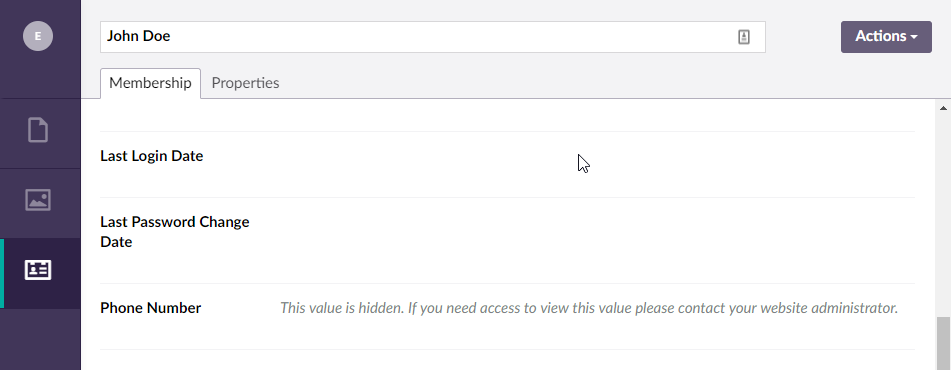 E
John Doe
Actions
Membership
Properties
Last Login Date
Last Password Change
Date
Phone Number
This value is hidden. If you need access to view this value please contact your website administrator.